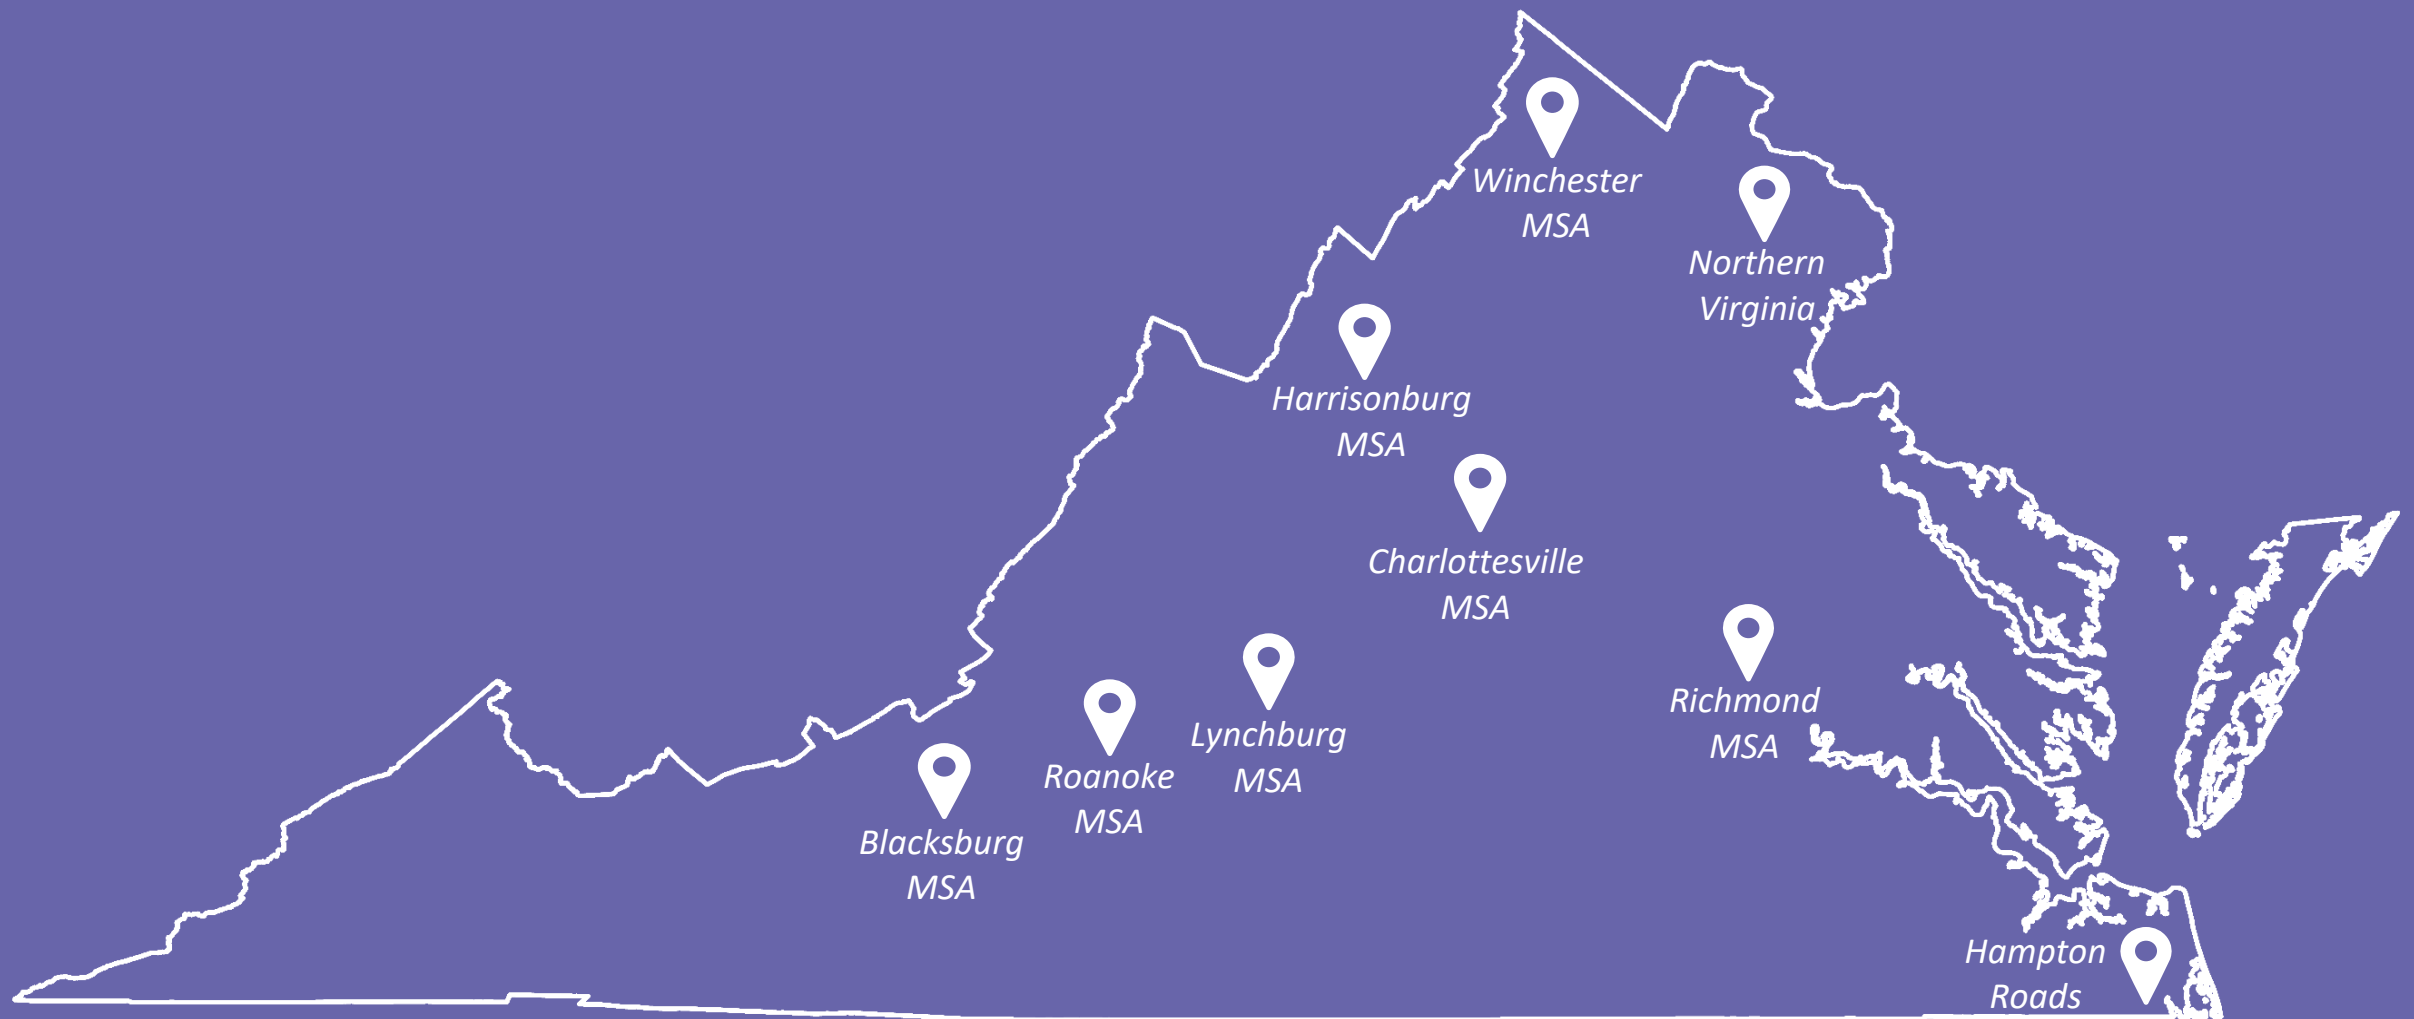 Winchester
MSA
Northern
Virginia
Harrisonburg
MSA
Charlottesville
MSA
Richmond
MSA
Lynchburg
MSA
Roanoke
MSA
Blacksburg
MSA
Hampton
Roads